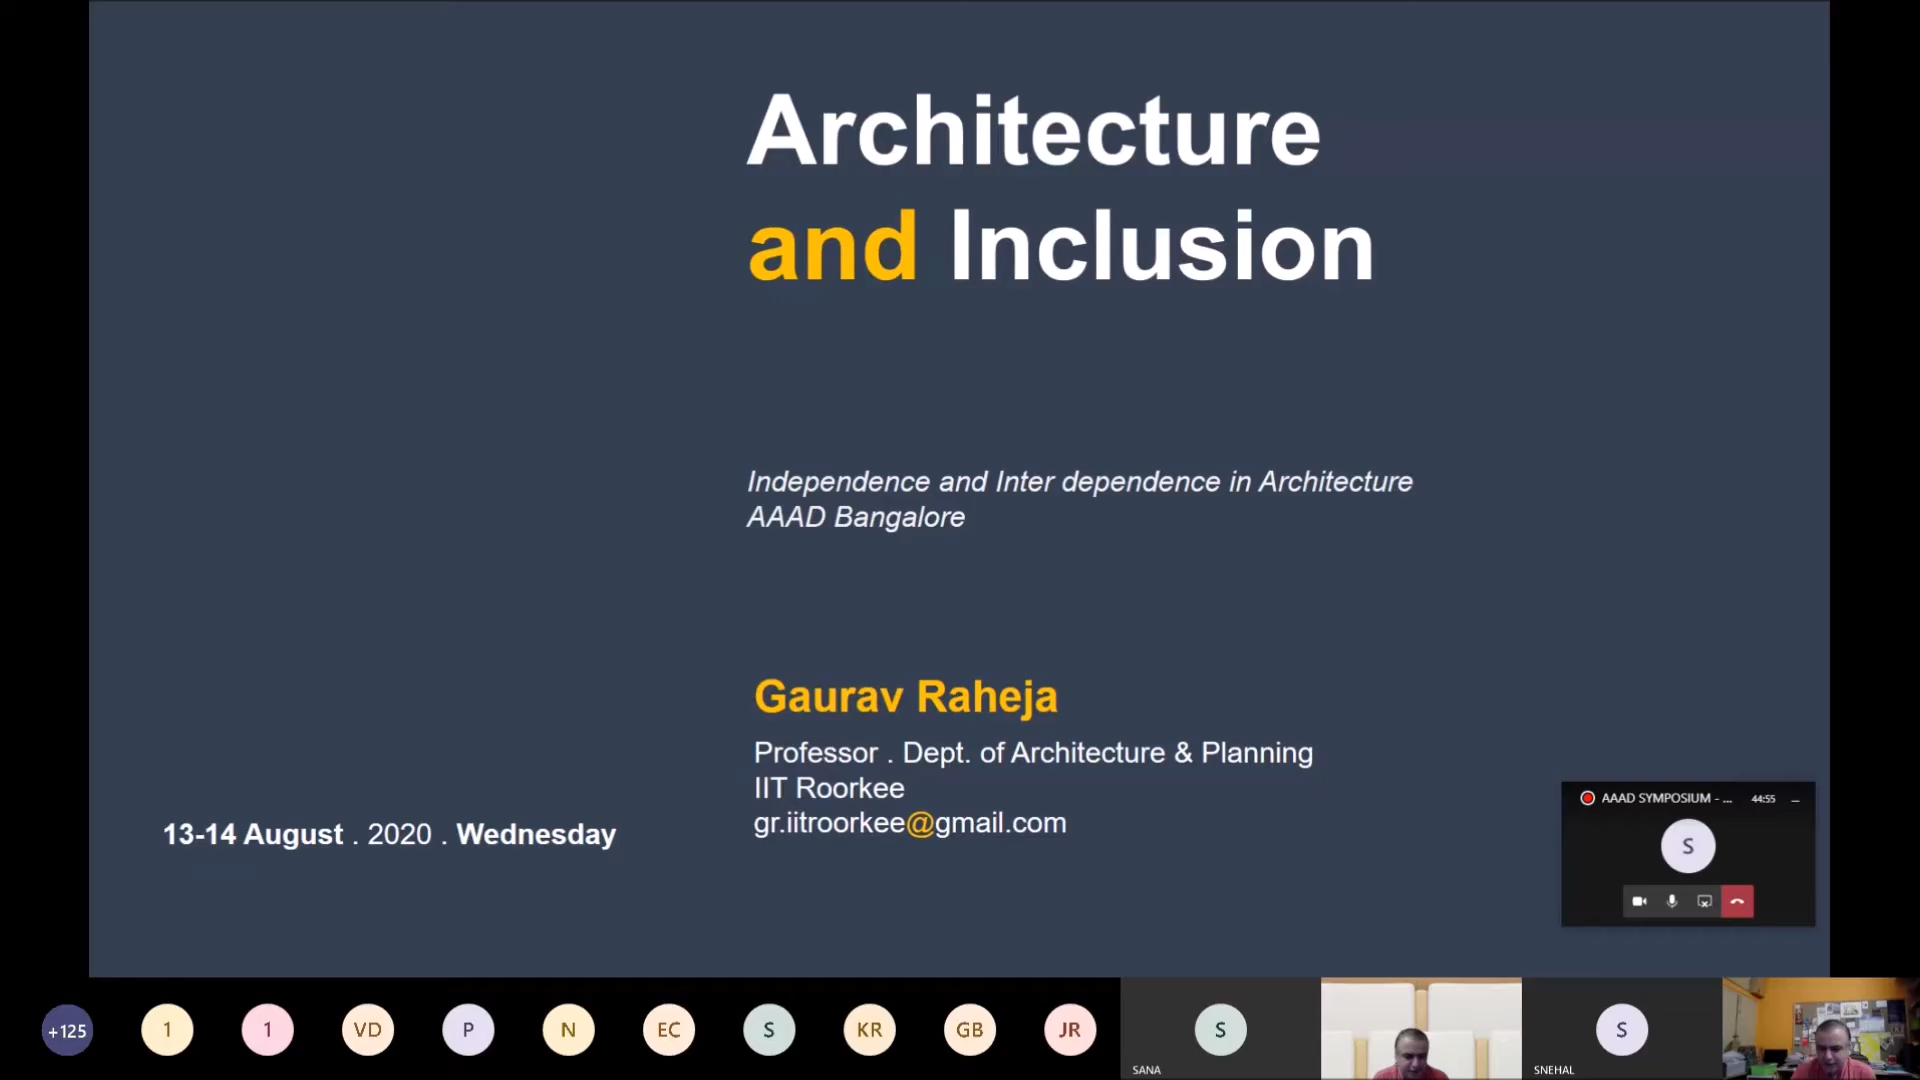 Architecture
and Inclusion
Independence and Inter dependence in Architecture
AAAD Bangalore
Gaurav Raheja
Professor . Dept. of Architecture & Planning
IIT Roorkee
gr.iitroorkee@gmail.com
13-14 August . 2020 . Wednesday
AAAD SYMPOSIUM - ... 44:55
S
+125 1 1 VD P N EC S KR GB JR S S
SANA SNEHAL